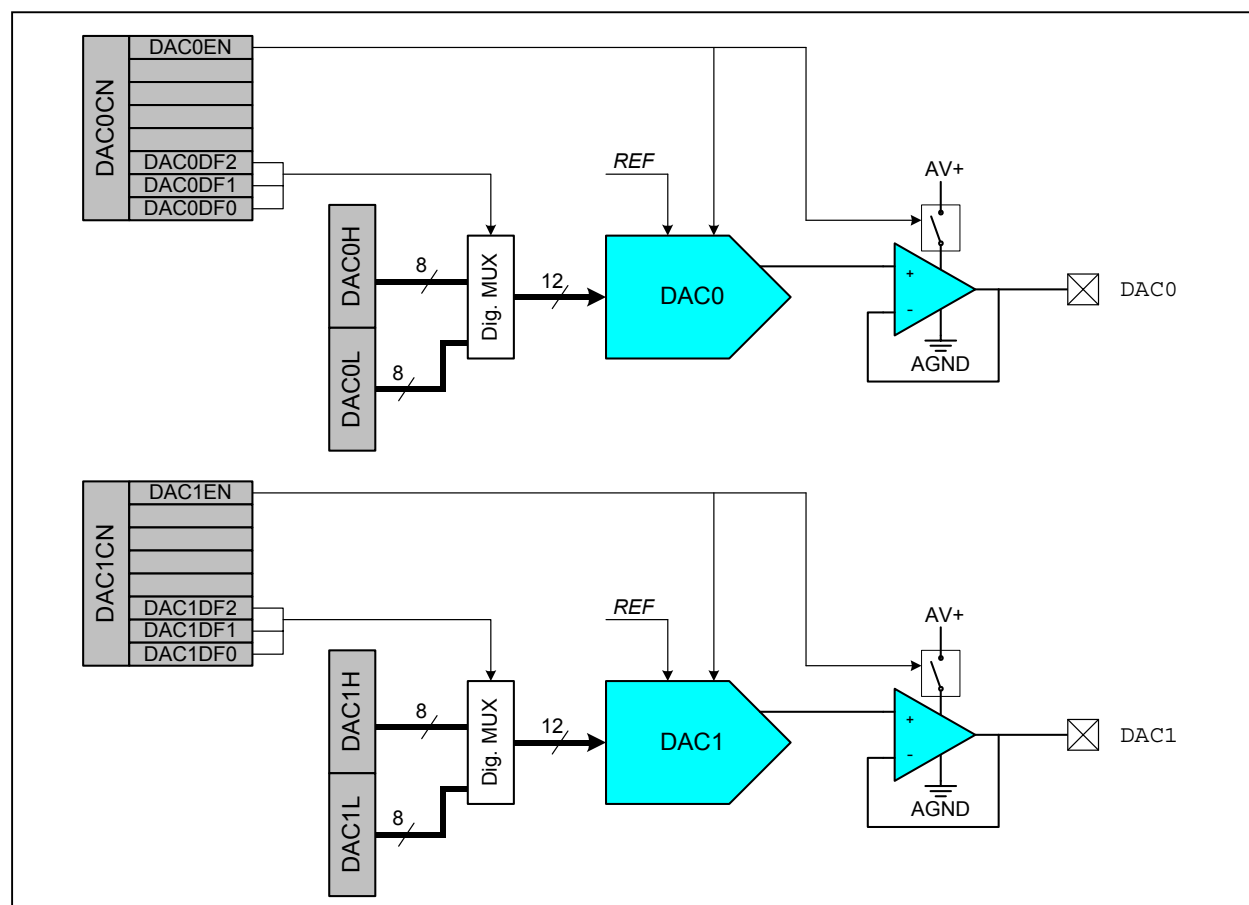 DAC0EN
DAC0CN
DAC0DF2
DAC0DF1
DAC0DF0
REF
AV+
DAC0H
8
Dig. MUX
12
DAC0
+
-
DAC0
DAC0L
8
AGND
DAC1EN
DAC1CN
DAC1DF2
DAC1DF1
DAC1DF0
REF
AV+
DAC1H
8
Dig. MUX
12
DAC1
+
-
DAC1
DAC1L
8
AGND